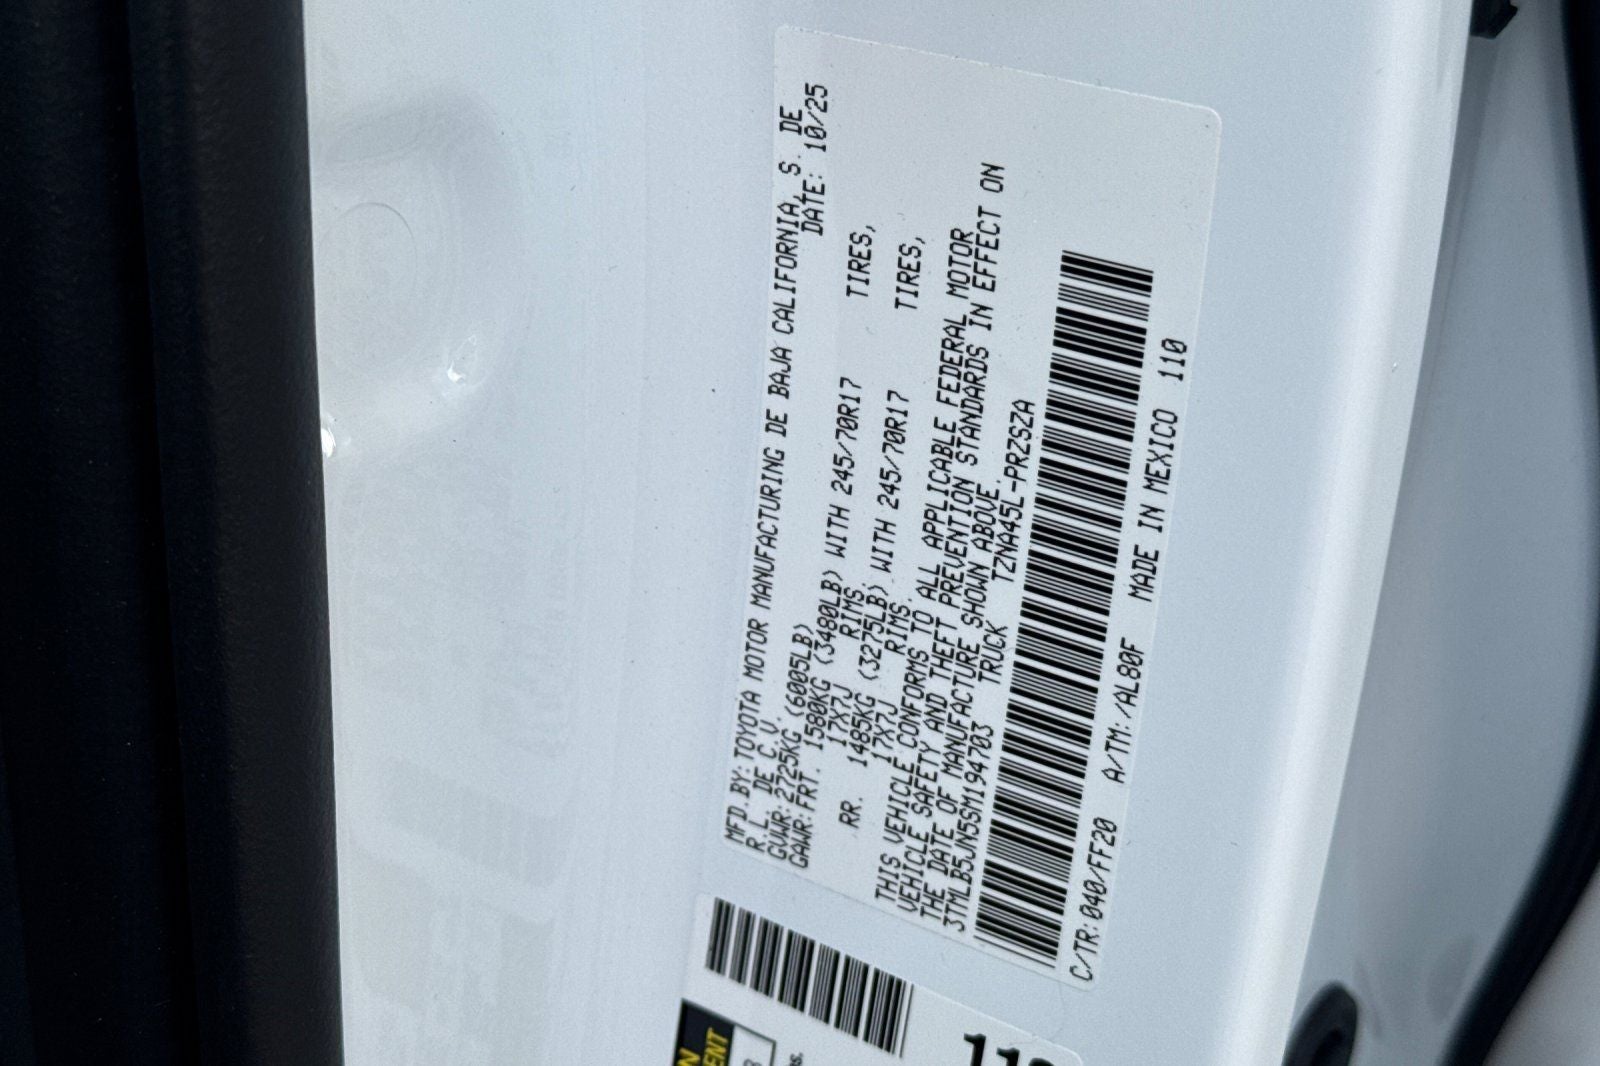 MFD.BY:TOYOTA MOTOR MANUFACTURING DE BAJA CALIFORNIA, S. DE
R.L. DE C.V. DATE: 10/25
GVWR:2725KG (6005LB)
GAWR:FRT. 1580KG (3480LB) WITH 245/70R17 TIRES,
17X7J RIMS.
RR. 1485KG (3275LB) WITH 245/70R17 TIRES,
17X7J RIMS.
THIS VEHICLE CONFORMS TO ALL APPLICABLE FEDERAL MOTOR
VEHICLE SAFETY AND THEFT PREVENTION STANDARDS IN EFFECT ON
THE DATE OF MANUFACTURE SHOWN ABOVE.
3TMLB5JN5SM194703 TRUCK TZNA45L-PRZSZA
C/TR:040/FF20 A/TM:/AL80F MADE IN MEXICO 110